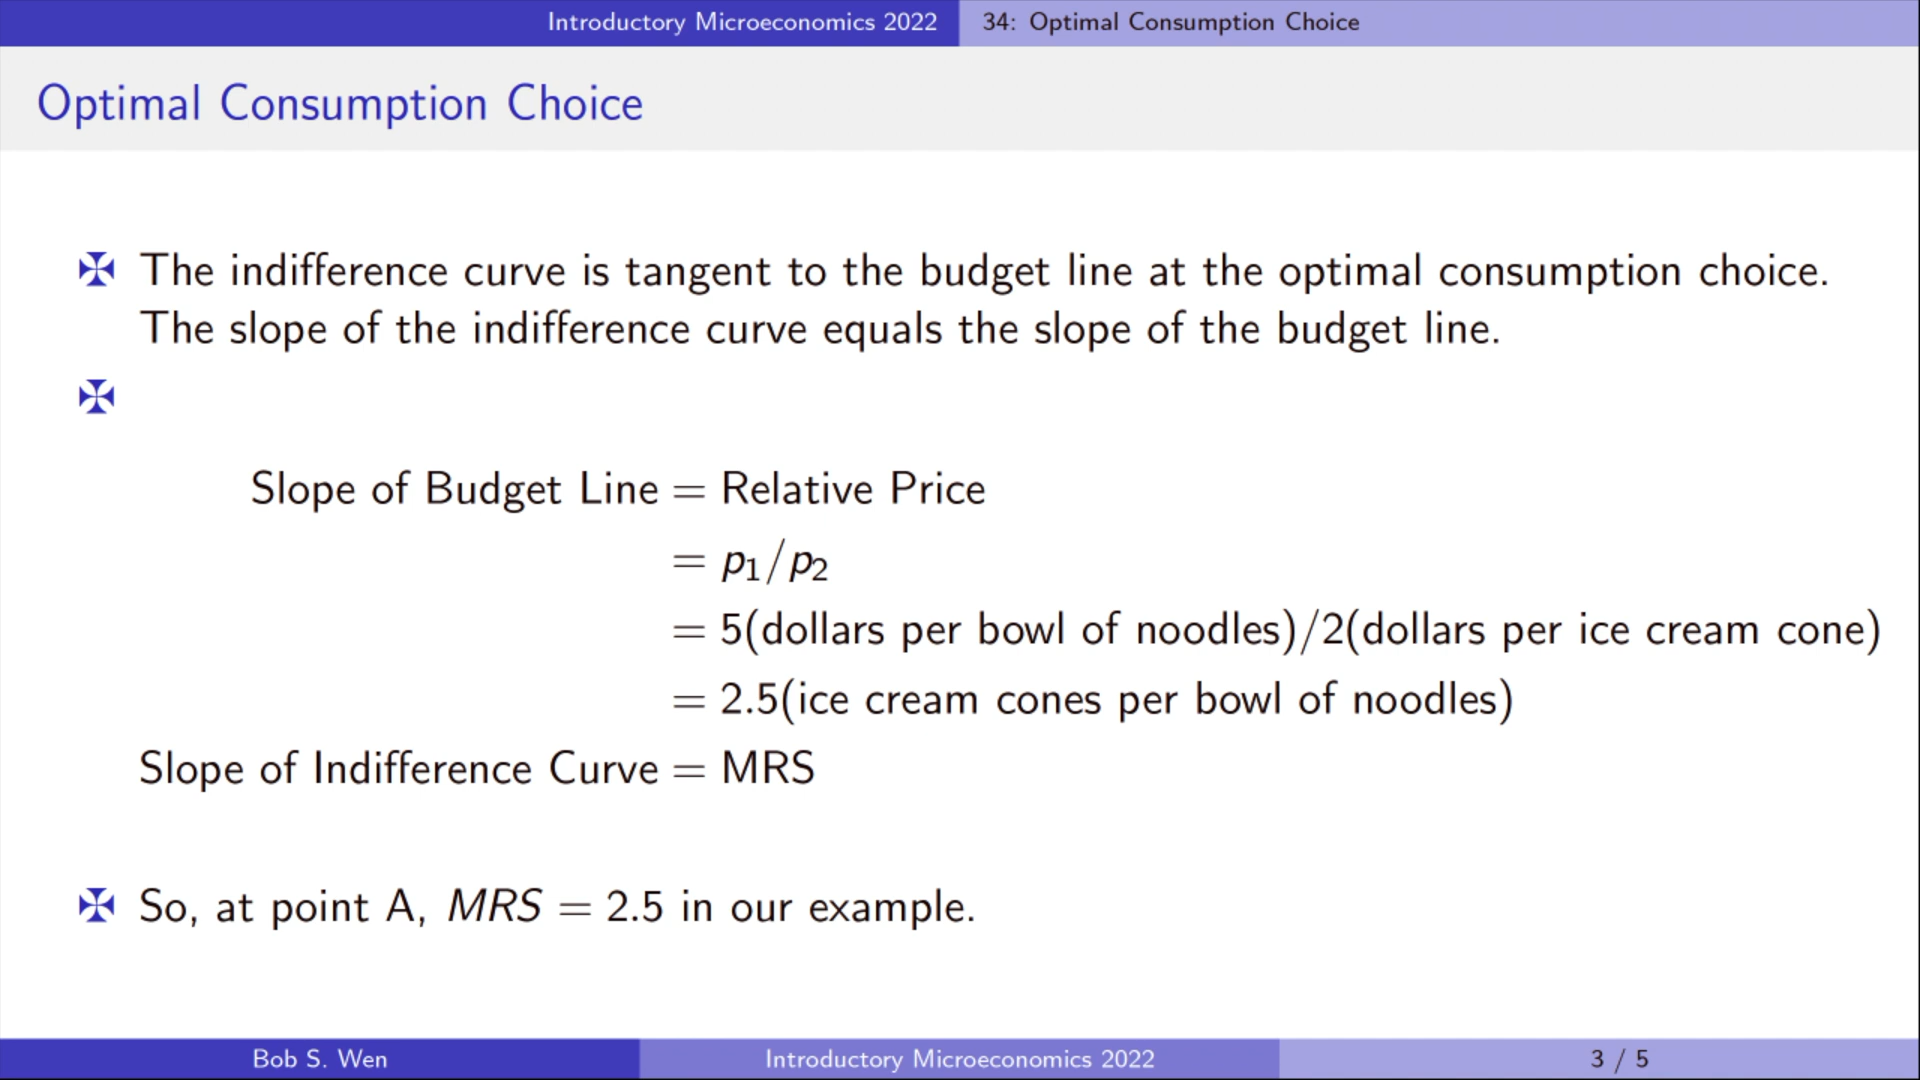 Introductory Microeconomics 2022
34: Optimal Consumption Choice
Optimal Consumption Choice
✠ The indifference curve is tangent to the budget line at the optimal consumption choice.
The slope of the indifference curve equals the slope of the budget line.
✠
Slope of Budget Line = Relative Price
= p₁/p₂
= 5(dollars per bowl of noodles)/2(dollars per ice cream cone)
= 2.5(ice cream cones per bowl of noodles)
Slope of Indifference Curve = MRS
✠ So, at point A, MRS = 2.5 in our example.
Bob S. Wen
Introductory Microeconomics 2022
3 / 5